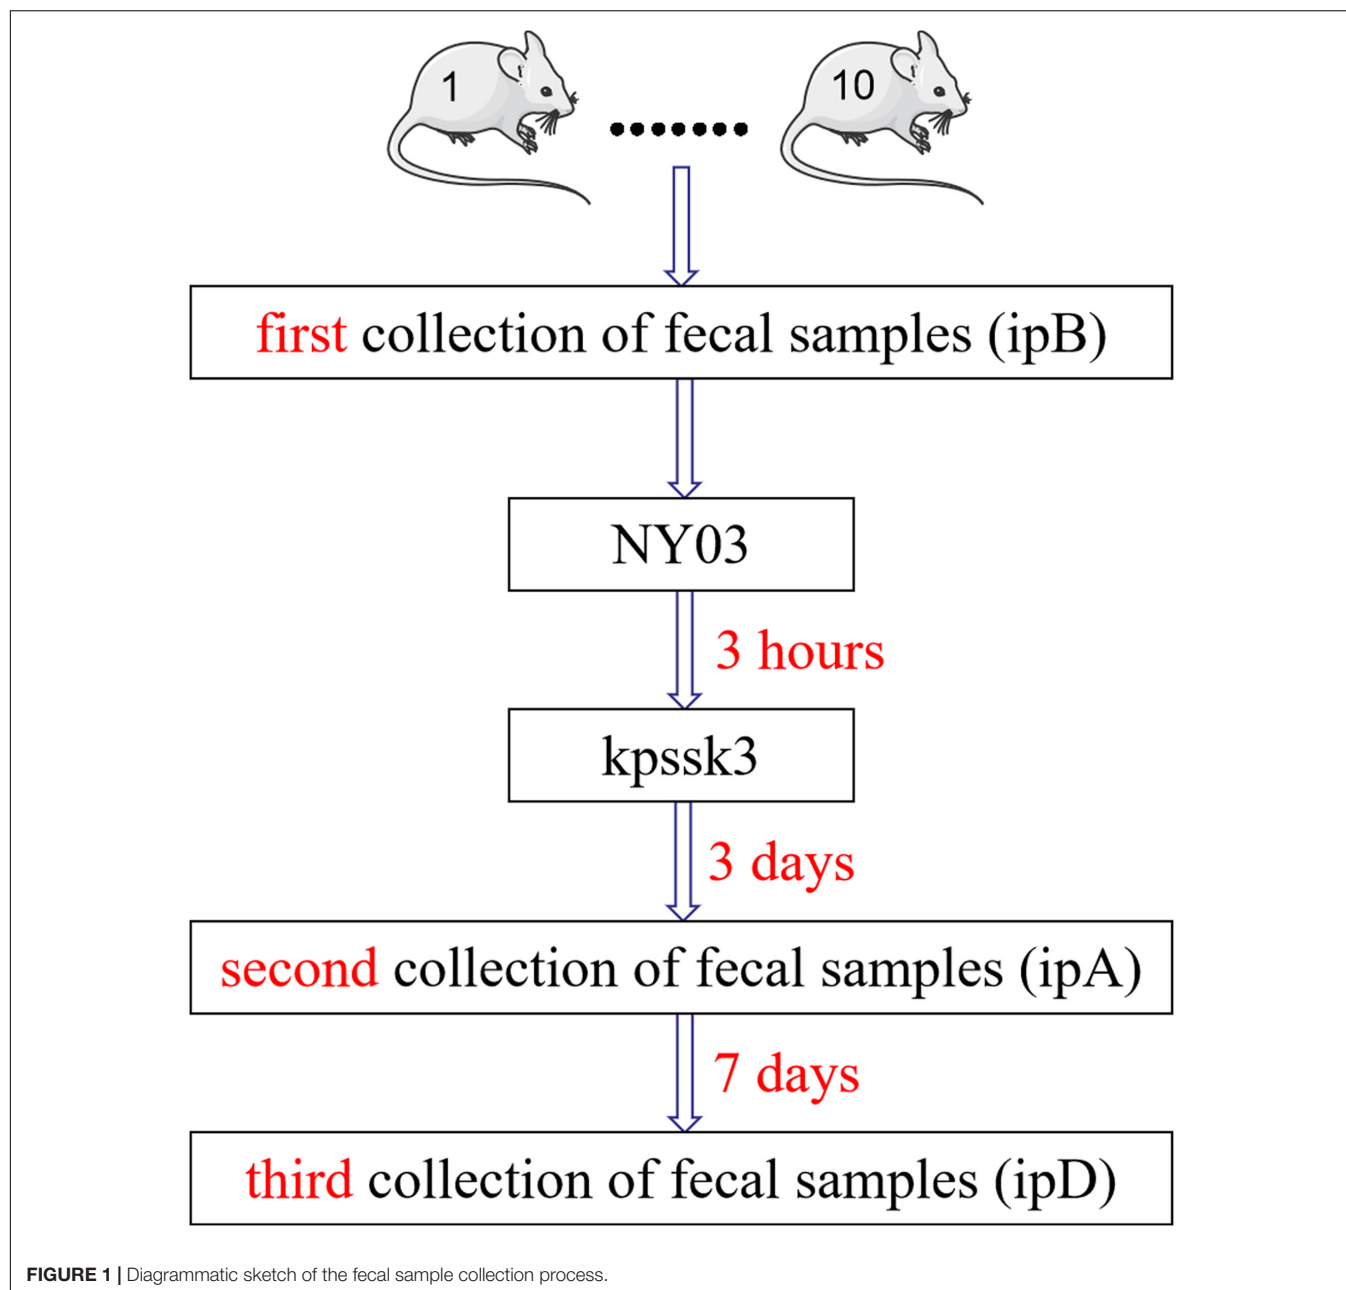 1
10
first collection of fecal samples (ipB)
NY03
3 hours
kpssk3
3 days
second collection of fecal samples (ipA)
7 days
third collection of fecal samples (ipD)
FIGURE 1 | Diagrammatic sketch of the fecal sample collection process.